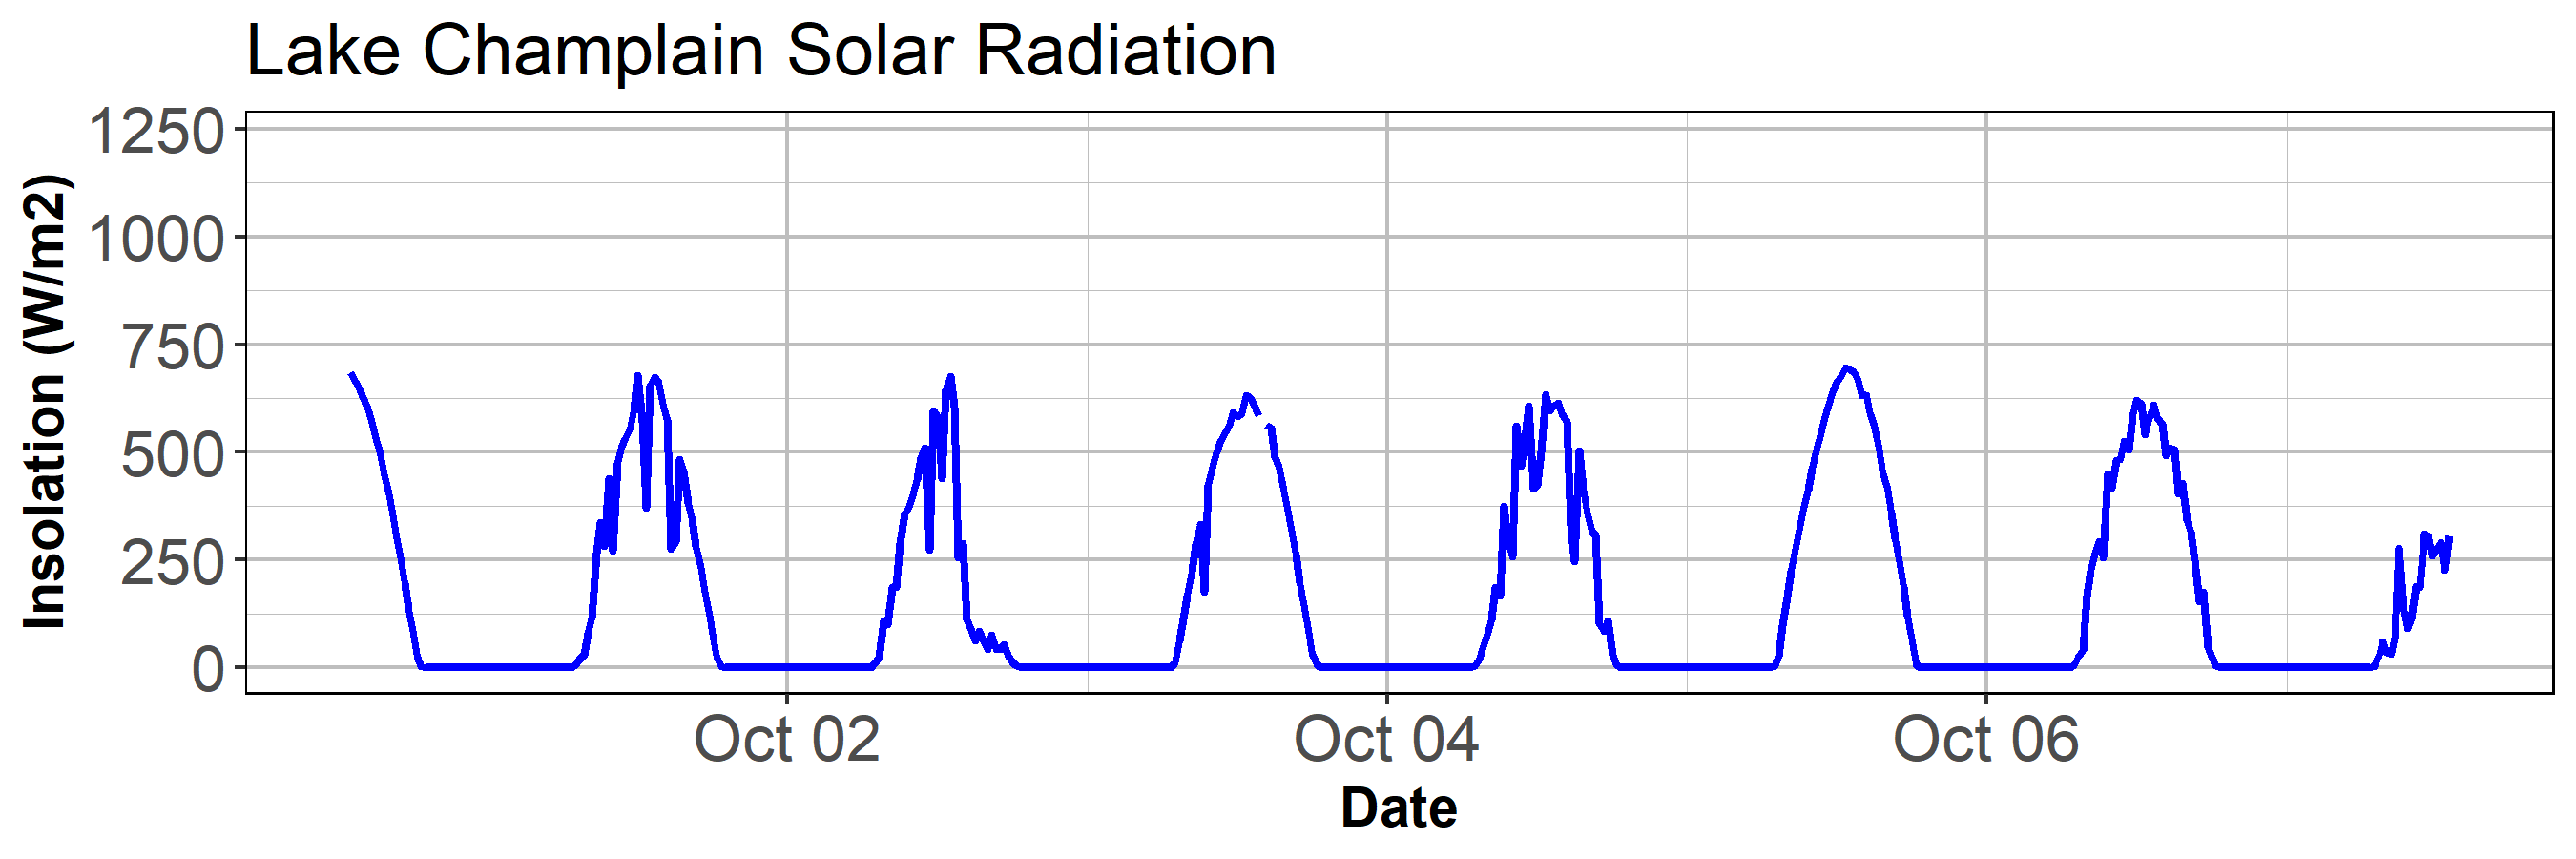 Lake Champlain Solar Radiation
Insolation (W/m2)
1250
1000
750
500
250
0
Oct 02 Oct 04 Oct 06
Date